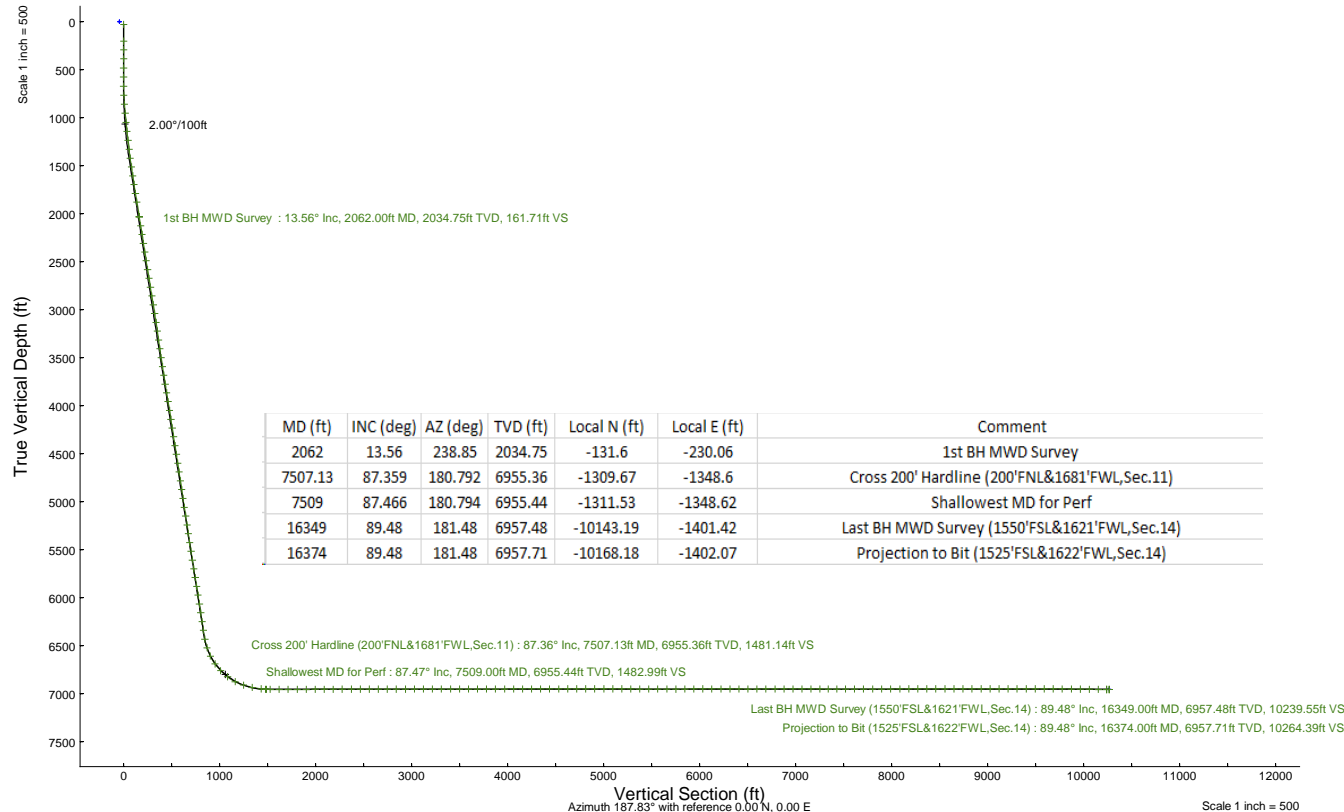 Scale 1 inch = 500
True Vertical Depth (ft)
0
500
1000
1500
2000
2500
3000
3500
4000
4500
5000
5500
6000
6500
7000
7500
2.00°/100ft
1st BH MWD Survey : 13.56° Inc, 2062.00ft MD, 2034.75ft TVD, 161.71ft VS
MD (ft) INC (deg) AZ (deg) TVD (ft) Local N (ft) Local E (ft) Comment
2062 13.56 238.85 2034.75 -131.6 -230.06 1st BH MWD Survey
7507.13 87.359 180.792 6955.36 -1309.67 -1348.6 Cross 200' Hardline (200'FNL&1681'FWL,Sec.11)
7509 87.466 180.794 6955.44 -1311.53 -1348.62 Shallowest MD for Perf
16349 89.48 181.48 6957.48 -10143.19 -1401.42 Last BH MWD Survey (1550'FSL&1621'FWL,Sec.14)
16374 89.48 181.48 6957.71 -10168.18 -1402.07 Projection to Bit (1525'FSL&1622'FWL,Sec.14)
Cross 200' Hardline (200'FNL&1681'FWL,Sec.11) : 87.36° Inc, 7507.13ft MD, 6955.36ft TVD, 1481.14ft VS
Shallowest MD for Perf : 87.47° Inc, 7509.00ft MD, 6955.44ft TVD, 1482.99ft VS
Last BH MWD Survey (1550'FSL&1621'FWL,Sec.14) : 89.48° Inc, 16349.00ft MD, 6957.48ft TVD, 10239.55ft VS
Projection to Bit (1525'FSL&1622'FWL,Sec.14) : 89.48° Inc, 16374.00ft MD, 6957.71ft TVD, 10264.39ft VS
0 1000 2000 3000 4000 5000 6000 7000 8000 9000 10000 11000 12000
Vertical Section (ft)
Azimuth 187.83° with reference 0.00 N, 0.00 E
Scale 1 inch = 500